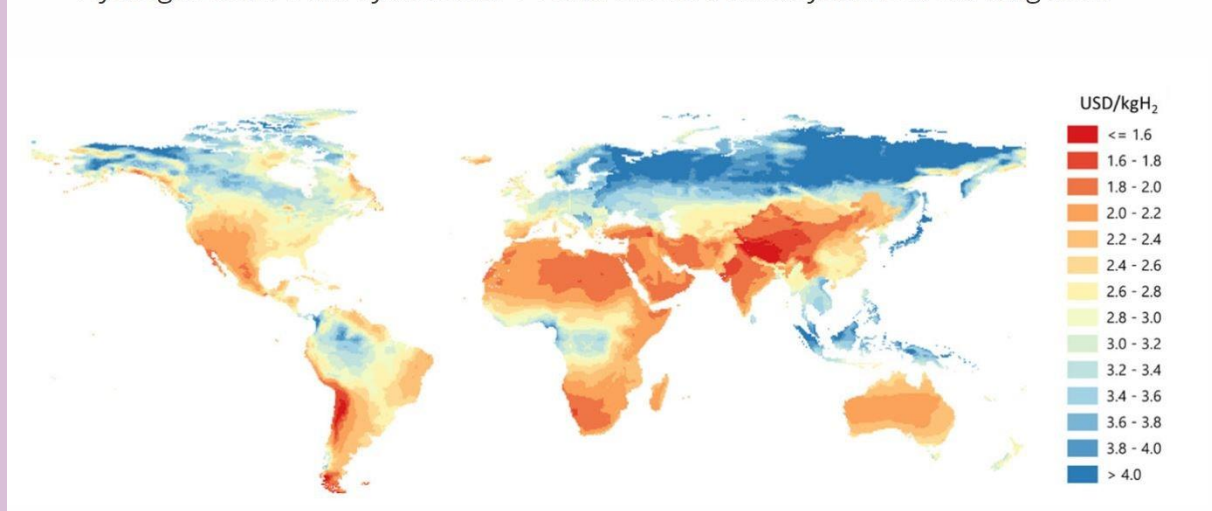 USD/kgH₂
<= 1.6
1.6 - 1.8
1.8 - 2.0
2.0 - 2.2
2.2 - 2.4
2.4 - 2.6
2.6 - 2.8
2.8 - 3.0
3.0 - 3.2
3.2 - 3.4
3.4 - 3.6
3.6 - 3.8
3.8 - 4.0
> 4.0